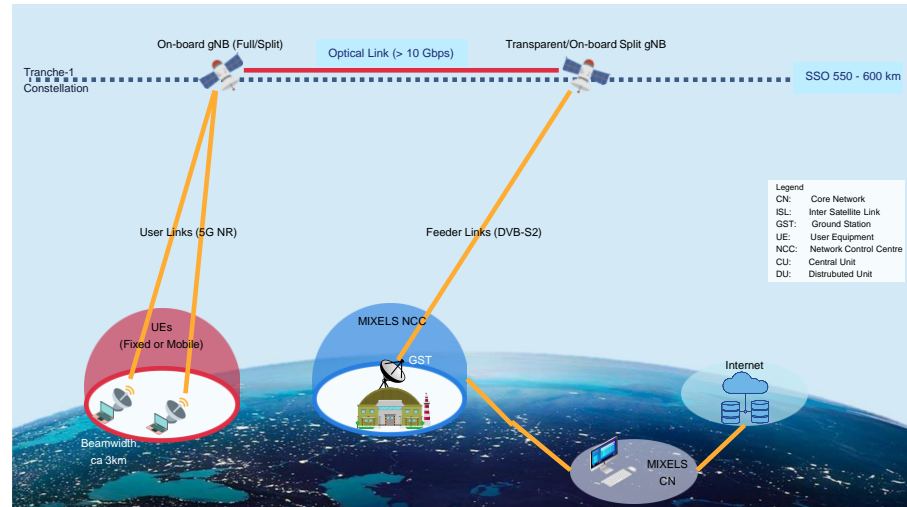 On-board gNB (Full/Split)
Optical Link (> 10 Gbps)
Transparent/On-board Split gNB
Tranche-1
Constellation
SSO 550 - 600 km
Legend
CN: Core Network
ISL: Inter Satellite Link
GST: Ground Station
UE: User Equipment
NCC: Network Control Centre
CU: Central Unit
DU: Distrubuted Unit
User Links (5G NR)
Feeder Links (DVB-S2)
UEs
(Fixed or Mobile)
MIXELS NCC
GST
Internet
Beamwidth
ca 3km
MIXELS
CN